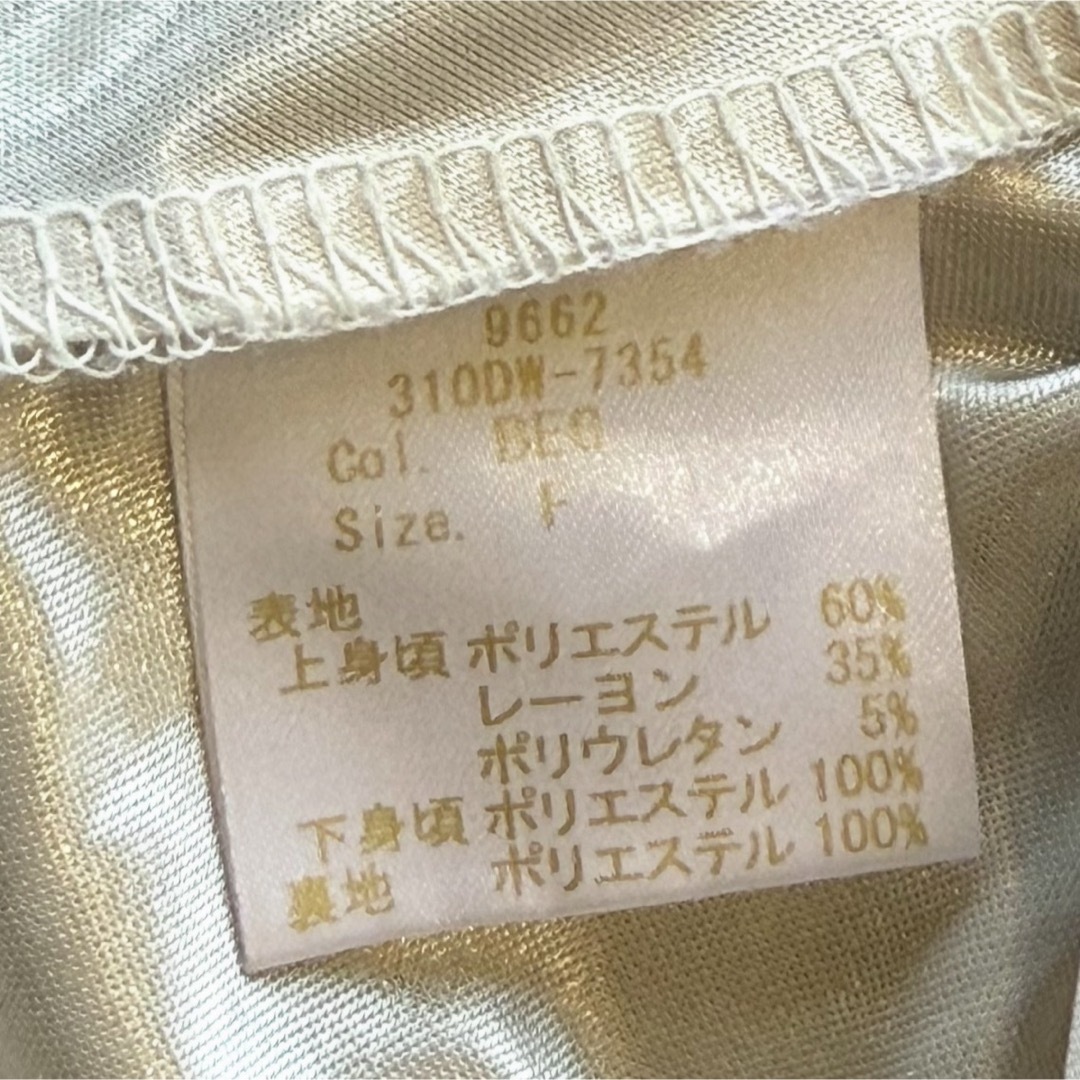 9662
310DW-7354
Col. BEG
Size.
表地
上身頃 ポリエステル 60%
レーヨン 35%
ポリウレタン 5%
下身頃 ポリエステル 100%
ポリエステル 100%